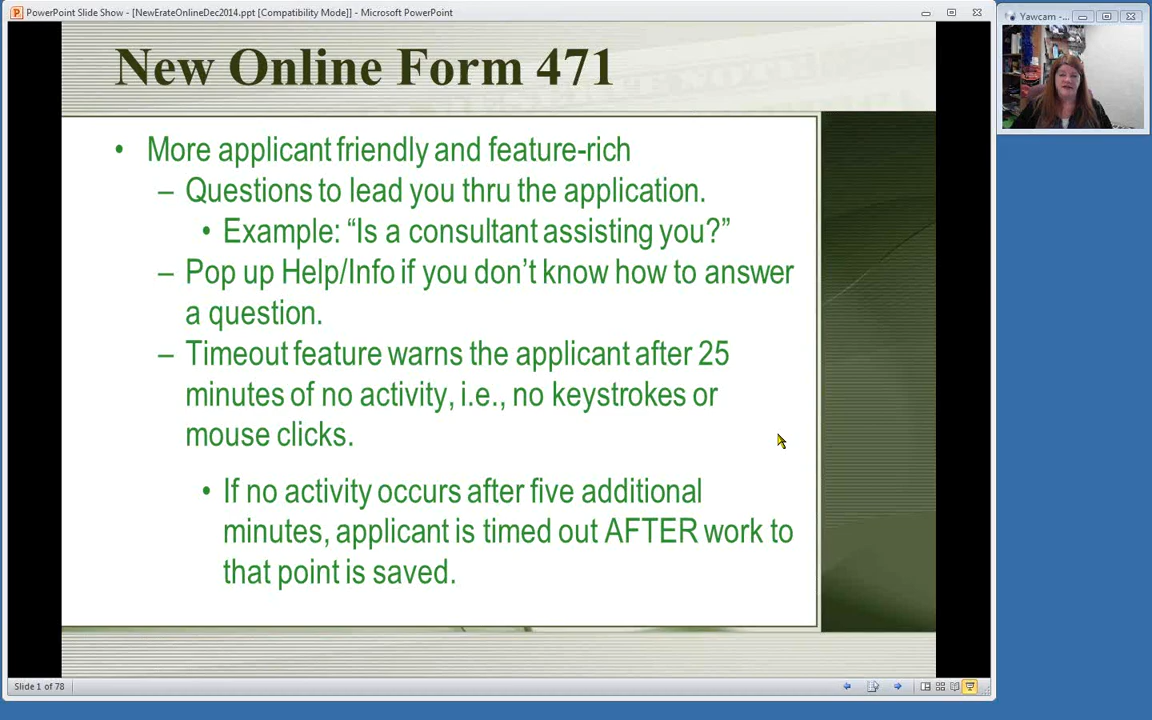 PowerPoint Slide Show - [NewErateOnlineDec2014.ppt [Compatibility Mode]] - Microsoft PowerPoint
Yawcam -...
New Online Form 471
• More applicant friendly and feature-rich
– Questions to lead you thru the application.
• Example: “Is a consultant assisting you?”
– Pop up Help/Info if you don’t know how to answer
a question.
– Timeout feature warns the applicant after 25
minutes of no activity, i.e., no keystrokes or
mouse clicks.
• If no activity occurs after five additional
minutes, applicant is timed out AFTER work to
that point is saved.
Slide 1 of 78